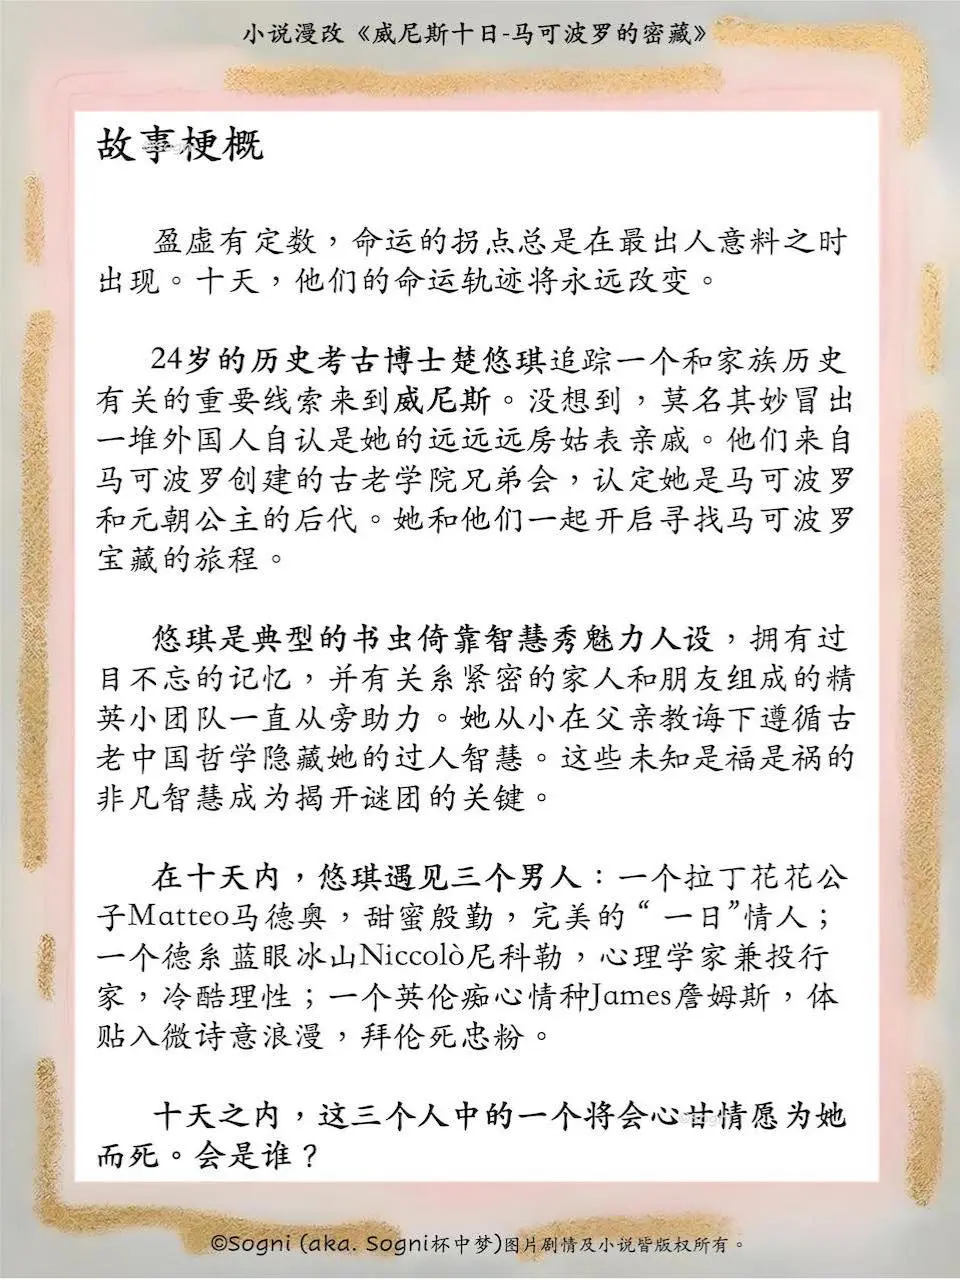 小说漫改《威尼斯十日-马可波罗的密藏》
故事梗概
盈虚有定数，命运的拐点总是在最出人意料之时
出现。十天，他们的命运轨迹将永远改变。
24岁的历史考古博士楚悠琪追踪一个和家族历史
有关的重要线索来到威尼斯。没想到，莫名其妙冒出
一堆外国人自认是她的远远远房姑表亲戚。他们来自
马可波罗创建的古老学院兄弟会，认定她是马可波罗
和元朝公主的后代。她和他们一起开启寻找马可波罗
宝藏的旅程。
悠琪是典型的书虫倚靠智慧秀魅力人设，拥有过
目不忘的记忆，并有关系紧密的家人和朋友组成的精
英小团队一直从旁助力。她从小在父亲教诲下遵循古
老中国哲学隐藏她的过人智慧。这些未知是福是祸的
非凡智慧成为揭开谜团的关键。
在十天内，悠琪遇见三个男人：一个拉丁花花公
子Matteo马德奥，甜蜜殷勤，完美的“一日”情人；
一个德系蓝眼冰山Niccolò尼科勒，心理学家兼投行
家，冷酷理性；一个英伦痴心情种James詹姆斯，体
贴入微诗意浪漫，拜伦死忠粉。
十天之内，这三个人中的一个将会心甘情愿为她
而死。会是谁？
©Sogni (aka. Sogni杯中梦)图片剧情及小说皆版权所有。